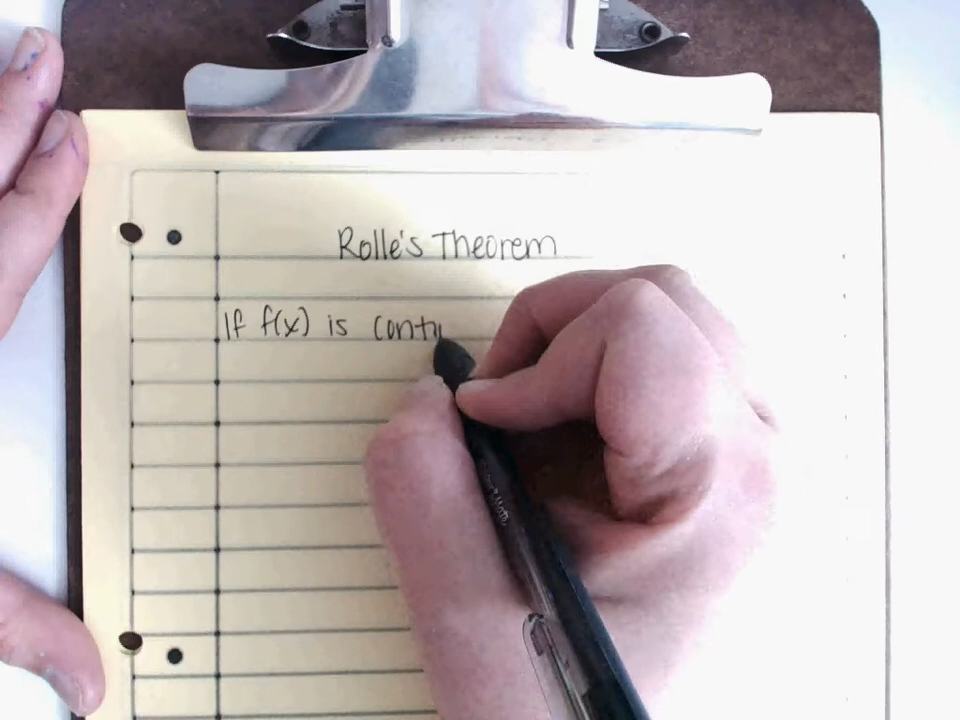 Rolle's Theorem
If f(x) is conti